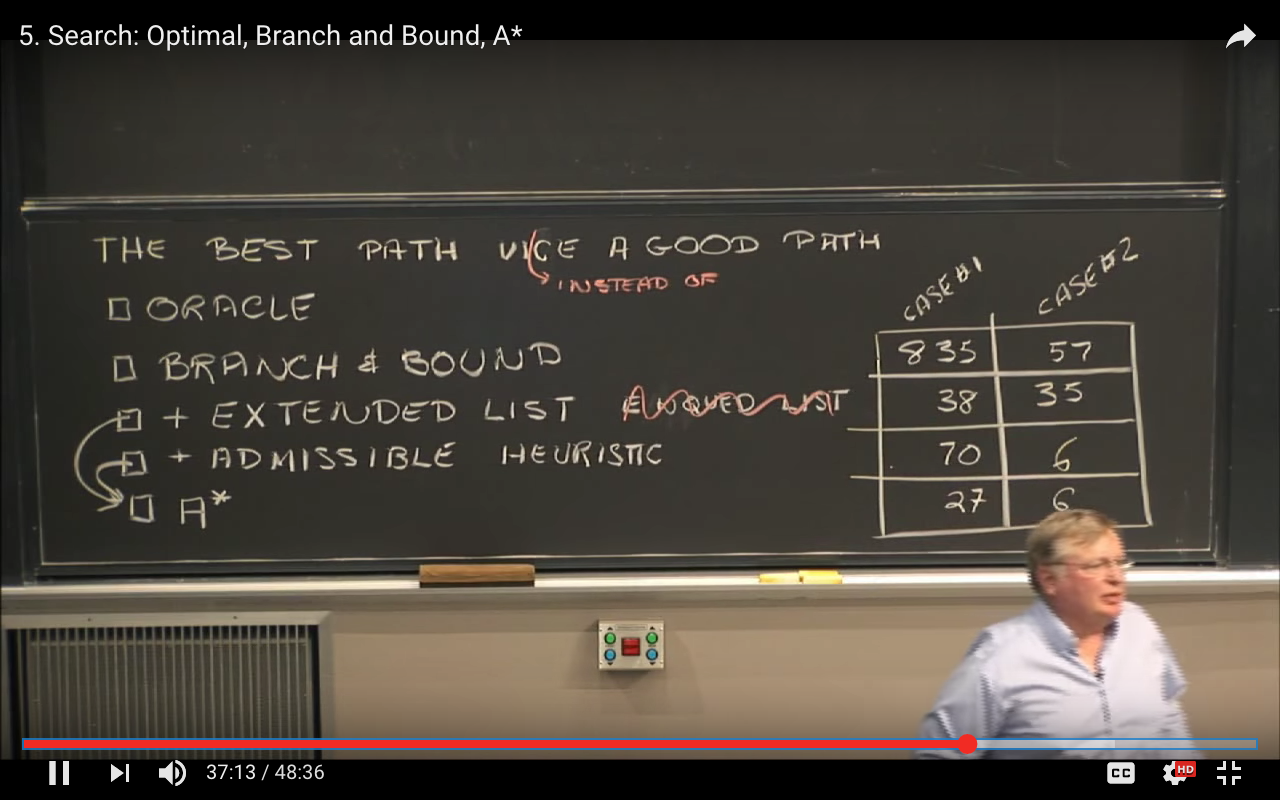 5. Search: Optimal, Branch and Bound, A*
THE BEST PATH VICE A GOOD PATH
INSTEAD OF
□ ORACLE
□ BRANCH & BOUND
□ + EXTENDED LIST ENQUED LIST
□ + ADMISSIBLE HEURISTIC
□ A*
CASE #1 CASE #2
835 57
38 35
70 6
27 6
37:13 / 48:36
CC
HD